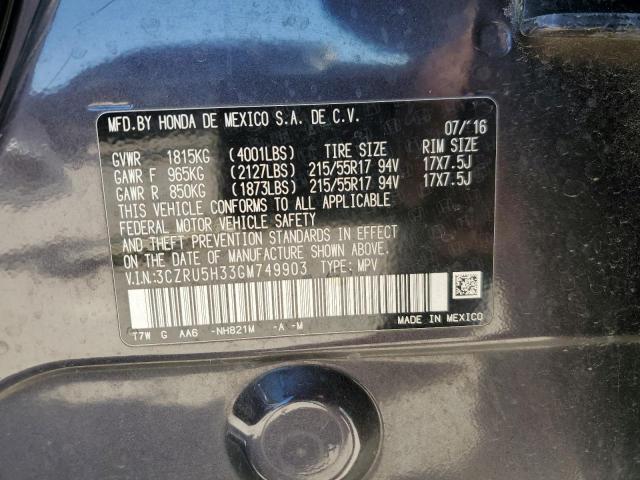 MFD.BY HONDA DE MEXICO S.A. DE C.V. 07/'16
GVWR 1815KG (4001LBS) TIRE SIZE RIM SIZE
GAWR F 965KG (2127LBS) 215/55R17 94V 17X7.5J
GAWR R 850KG (1873LBS) 215/55R17 94V 17X7.5J
THIS VEHICLE CONFORMS TO ALL APPLICABLE
FEDERAL MOTOR VEHICLE SAFETY
AND THEFT PREVENTION STANDARDS IN EFFECT
ON THE DATE OF MANUFACTURE SHOWN ABOVE.
V.I.N:3CZRU5H33GM749903 TYPE: MPV
T7W G AA6 -NH821M -A -M MADE IN MEXICO